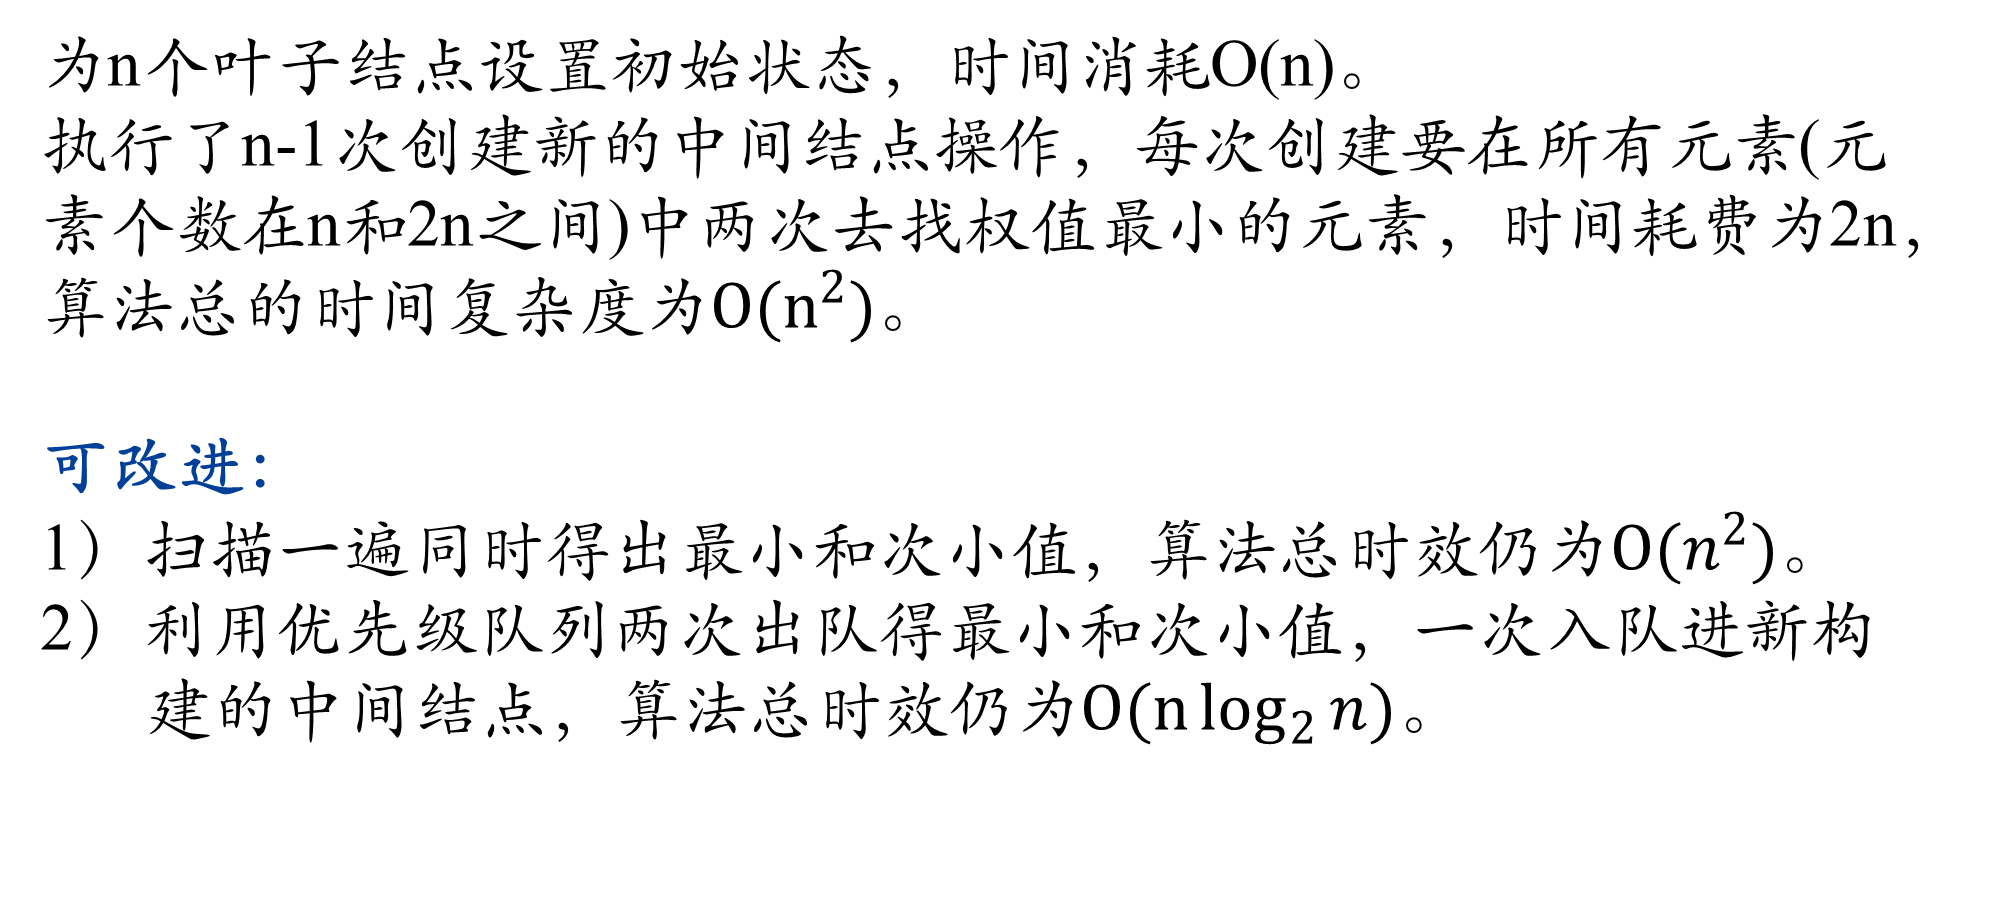 为n个叶子结点设置初始状态，时间消耗O(n)。
执行了n-1次创建新的中间结点操作，每次创建要在所有元素(元
素个数在n和2n之间)中两次去找权值最小的元素，时间耗费为2n，
算法总的时间复杂度为O(n²)。
可改进：
1） 扫描一遍同时得出最小和次小值，算法总时效仍为O(n²)。
2） 利用优先级队列两次出队得最小和次小值，一次入队进新构
建的中间结点，算法总时效仍为O(n log₂ n)。